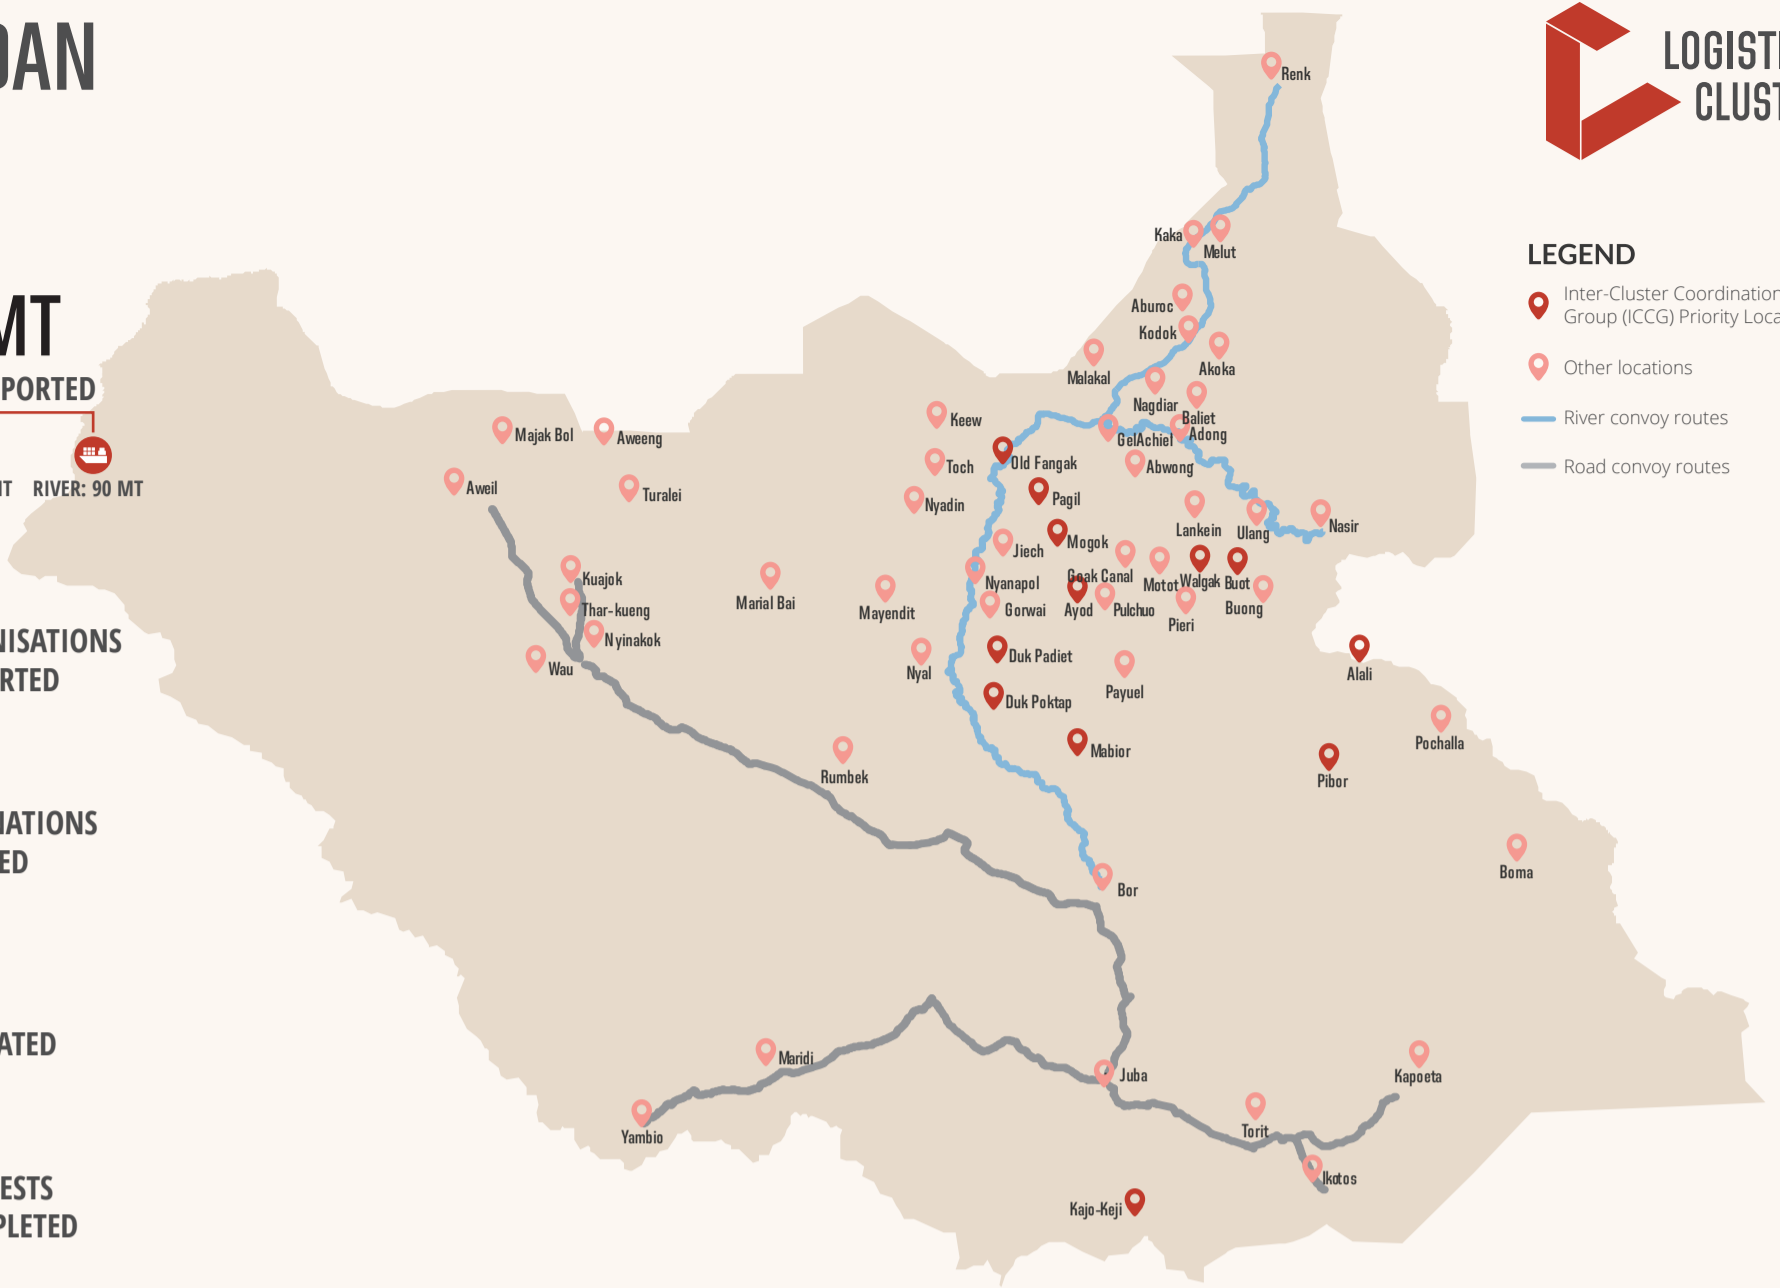 DAN
MT
PORTED
RIVER: 90 MT
NISATIONS
RTED
ATIONS
ED
ATED
ESTS
PLETED
LOGISTI
CLUST
LEGEND
Inter-Cluster Coordination
Group (ICCG) Priority Loca
Other locations
River convoy routes
Road convoy routes
Renk
Kaka
Melut
Aburoc
Kodok
Akoka
Malakal
Nagdiar
Baliet
Adong
GelAchiel
Abwong
Keew
Old Fangak
Toch
Pagil
Nyadin
Lankein
Ulang
Nasir
Majak Bol
Aweeng
Aweil
Turalei
Jiech
Mogok
Goak Canal
Motot
Walgak
Buot
Nyanapol
Kuajok
Marial Bai
Mayendit
Thar-kueng
Gorwai
Ayod
Pulchuo
Pieri
Buong
Nyinakok
Wau
Nyal
Duk Padiet
Alali
Payuel
Duk Poktap
Pochalla
Mabior
Rumbek
Pibor
Boma
Bor
Maridi
Juba
Kapoeta
Yambio
Torit
Ikotos
Kajo-Keji